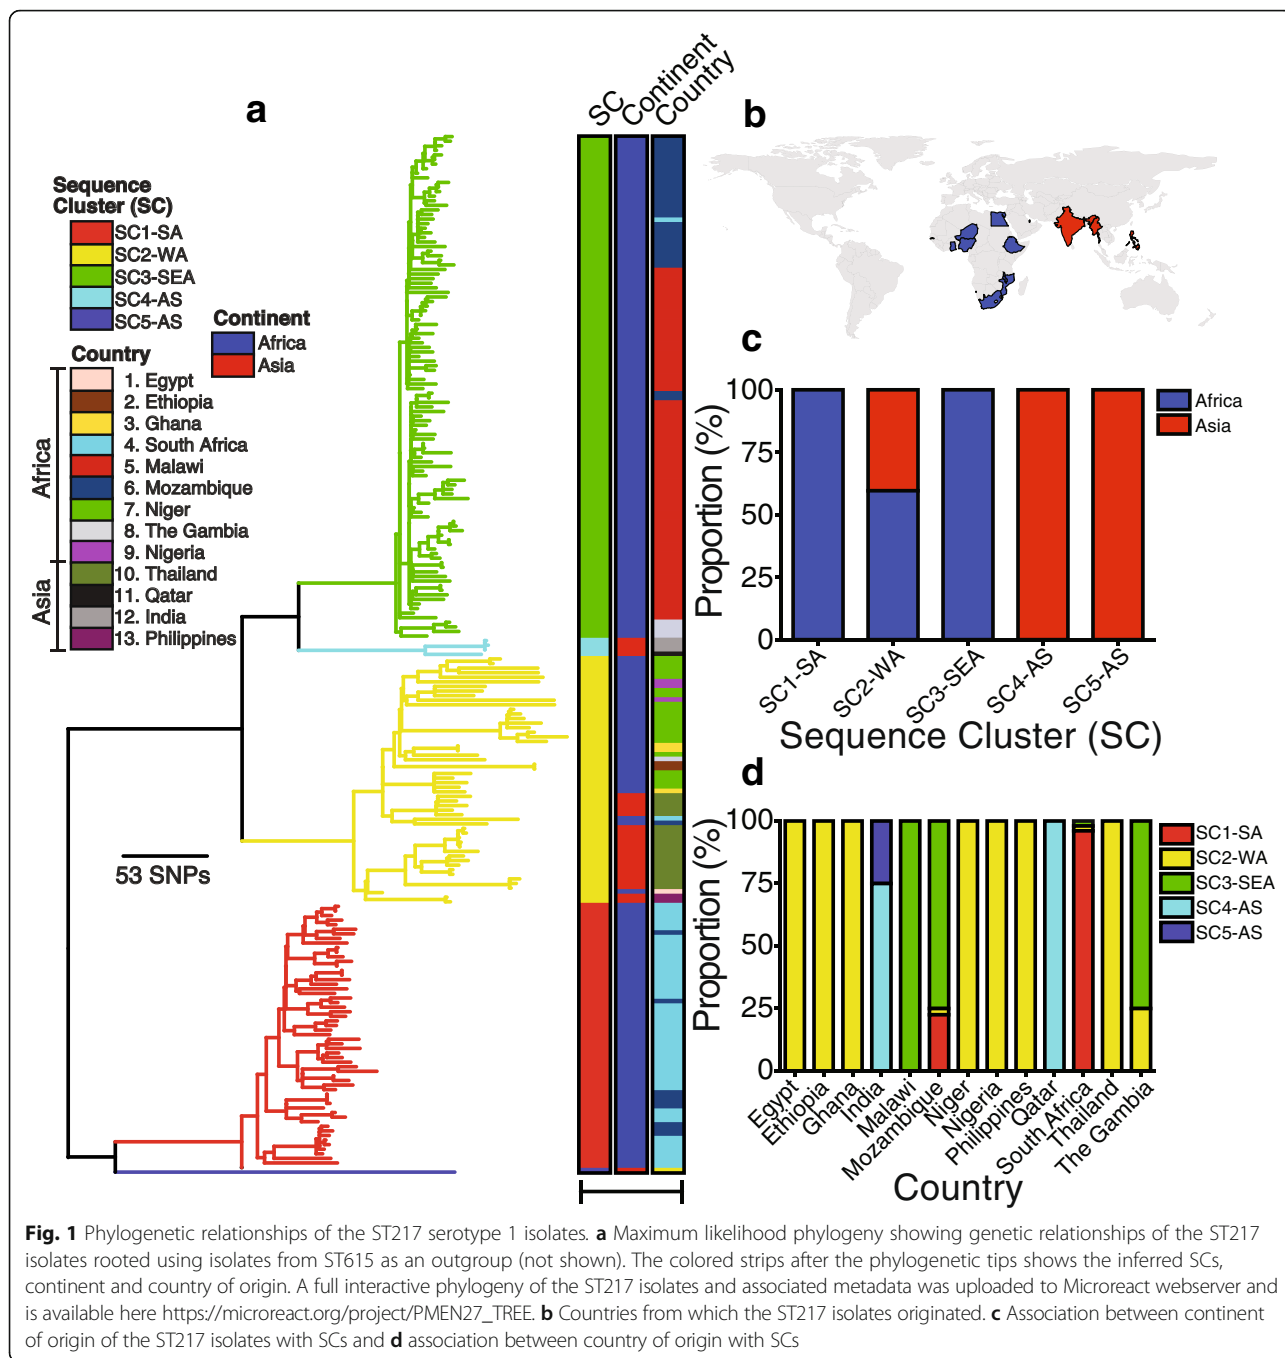 a
SC
Continent
Country
Sequence
Cluster (SC)
SC1-SA
SC2-WA
SC3-SEA
SC4-AS
SC5-AS
Continent
Africa
Asia
Country
Africa
Asia
1. Egypt
2. Ethiopia
3. Ghana
4. South Africa
5. Malawi
6. Mozambique
7. Niger
8. The Gambia
9. Nigeria
10. Thailand
11. Qatar
12. India
13. Philippines
53 SNPs
b
c
Proportion (%)
100
75
50
25
0
SC1-SA
SC2-WA
SC3-SEA
SC4-AS
SC5-AS
Sequence Cluster (SC)
Africa
Asia
d
Proportion (%)
100
75
50
25
0
Egypt
Ethiopia
Ghana
India
Malawi
Mozambique
Niger
Nigeria
Philippines
Qatar
South Africa
Thailand
The Gambia
Country
SC1-SA
SC2-WA
SC3-SEA
SC4-AS
SC5-AS
Fig. 1 Phylogenetic relationships of the ST217 serotype 1 isolates. a Maximum likelihood phylogeny showing genetic relationships of the ST217
isolates rooted using isolates from ST615 as an outgroup (not shown). The colored strips after the phylogenetic tips shows the inferred SCs,
continent and country of origin. A full interactive phylogeny of the ST217 isolates and associated metadata was uploaded to Microreact webserver and
is available here https://microreact.org/project/PMEN27_TREE. b Countries from which the ST217 isolates originated. c Association between continent
of origin of the ST217 isolates with SCs and d association between country of origin with SCs